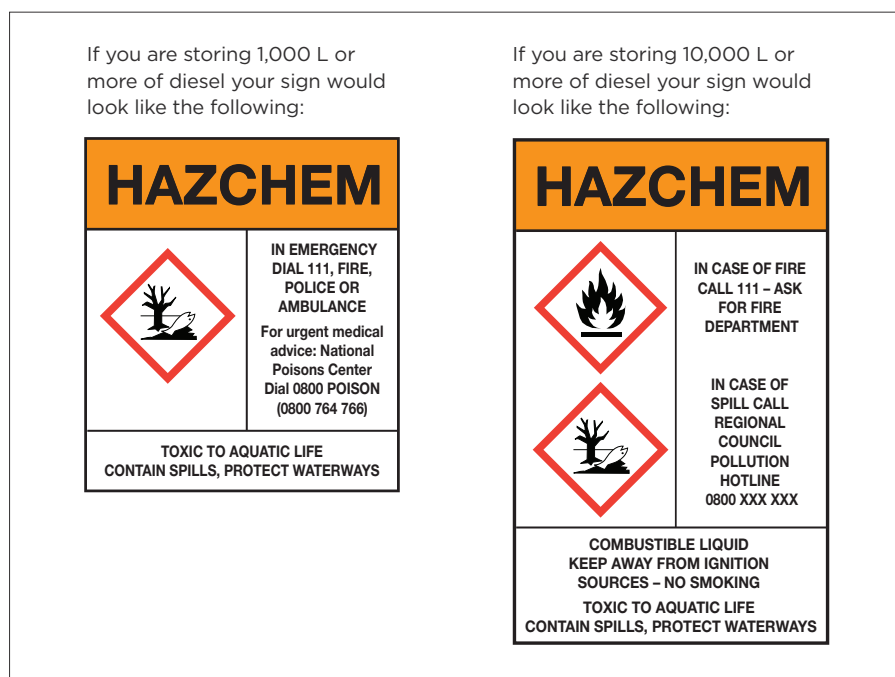 If you are storing 1,000 L or
more of diesel your sign would
look like the following:
HAZCHEM
IN EMERGENCY
DIAL 111, FIRE,
POLICE OR
AMBULANCE
For urgent medical
advice: National
Poisons Center
Dial 0800 POISON
(0800 764 766)
TOXIC TO AQUATIC LIFE
CONTAIN SPILLS, PROTECT WATERWAYS
If you are storing 10,000 L or
more of diesel your sign would
look like the following:
HAZCHEM
IN CASE OF FIRE
CALL 111 – ASK
FOR FIRE
DEPARTMENT
IN CASE OF
SPILL CALL
REGIONAL
COUNCIL
POLLUTION
HOTLINE
0800 XXX XXX
COMBUSTIBLE LIQUID
KEEP AWAY FROM IGNITION
SOURCES – NO SMOKING
TOXIC TO AQUATIC LIFE
CONTAIN SPILLS, PROTECT WATERWAYS